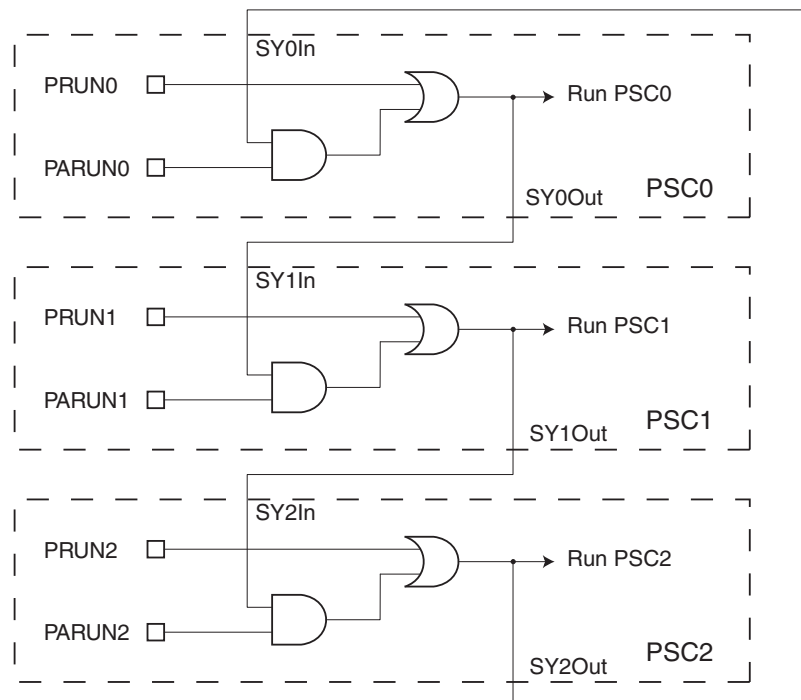 SY0In
PRUN0
Run PSC0
PARUN0
PSC0
SY0Out
SY1In
PRUN1
Run PSC1
PARUN1
PSC1
SY1Out
SY2In
PRUN2
Run PSC2
PARUN2
PSC2
SY2Out